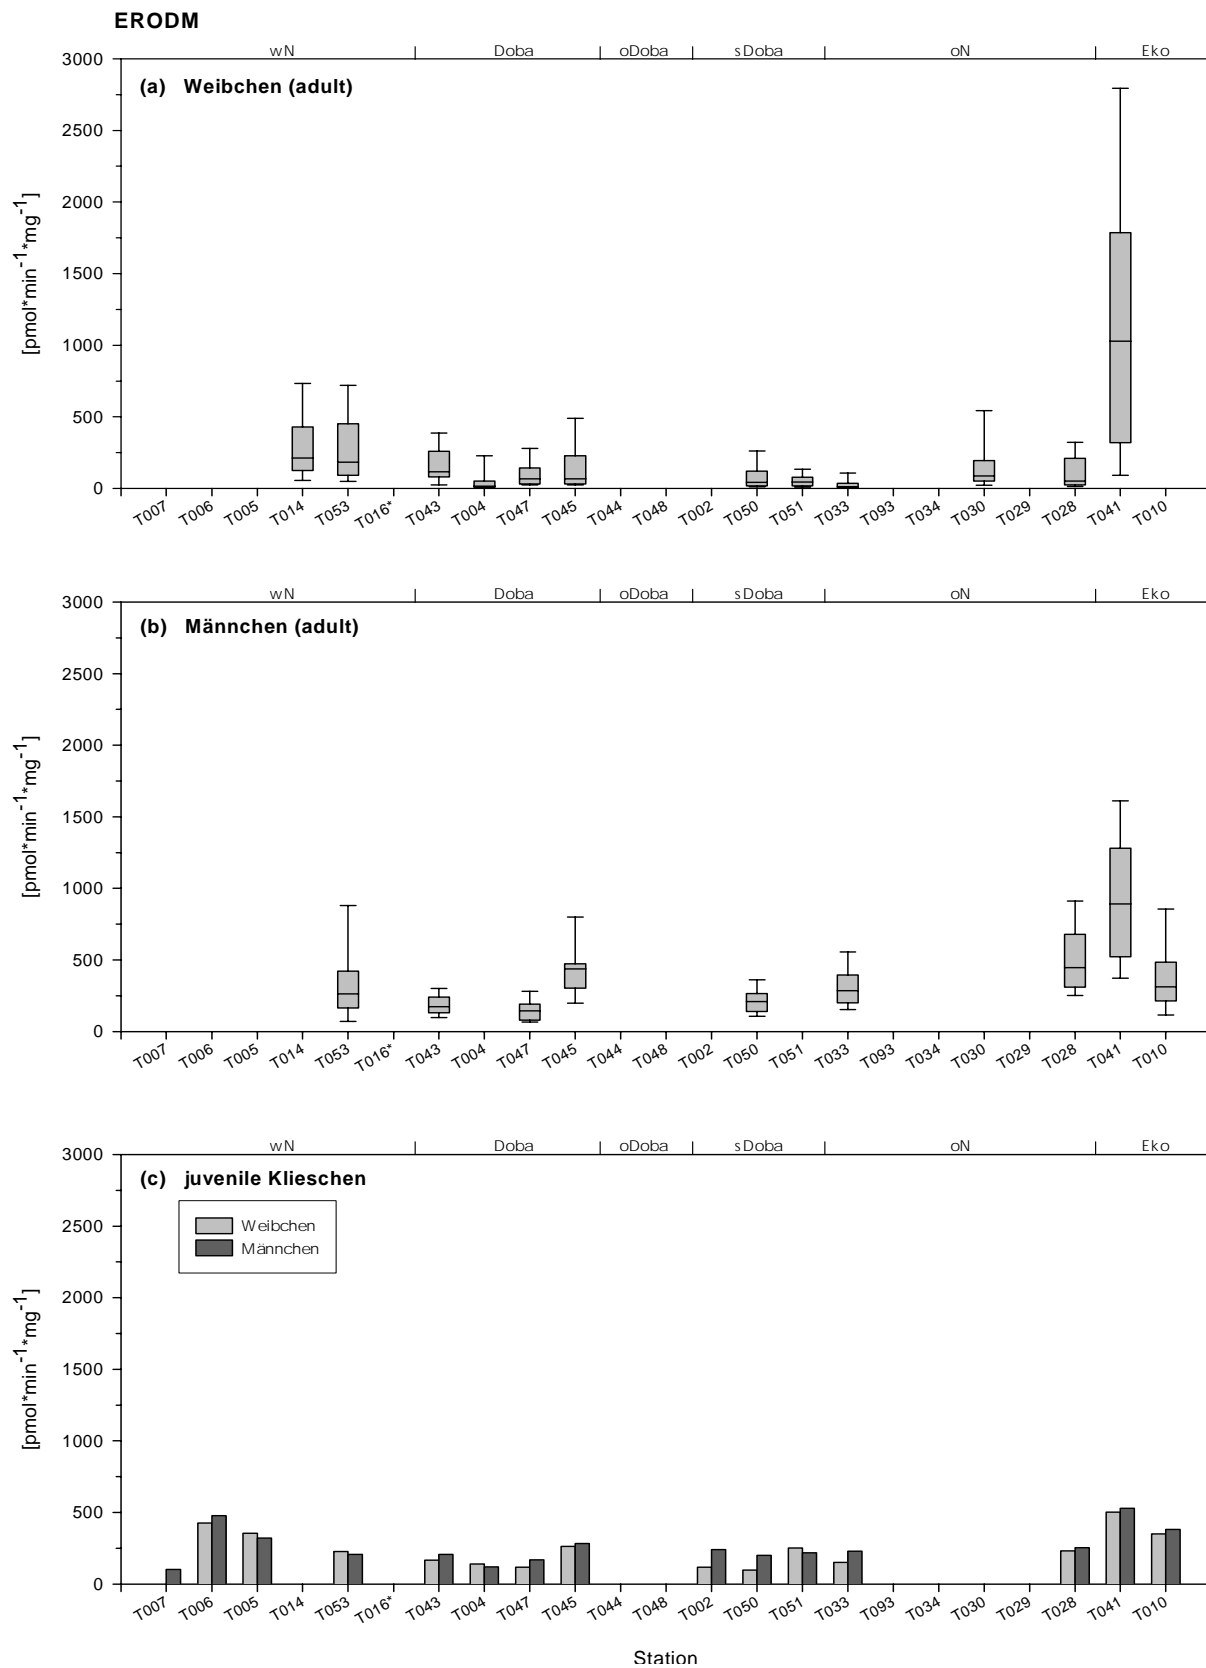 ERODM
wN Doba oDoba sDoba oN Eko
(a) Weibchen (adult)
[pmol*min-1*mg-1]
3000
2500
2000
1500
1000
500
0
T007 T006 T005 T014 T053 T016* T043 T004 T047 T045 T044 T048 T002 T050 T051 T033 T093 T034 T030 T029 T028 T041 T010
wN Doba oDoba sDoba oN Eko
(b) Männchen (adult)
[pmol*min-1*mg-1]
3000
2500
2000
1500
1000
500
0
T007 T006 T005 T014 T053 T016* T043 T004 T047 T045 T044 T048 T002 T050 T051 T033 T093 T034 T030 T029 T028 T041 T010
wN Doba oDoba sDoba oN Eko
(c) juvenile Klieschen
Weibchen
Männchen
[pmol*min-1*mg-1]
3000
2500
2000
1500
1000
500
0
T007 T006 T005 T014 T053 T016* T043 T004 T047 T045 T044 T048 T002 T050 T051 T033 T093 T034 T030 T029 T028 T041 T010
Station